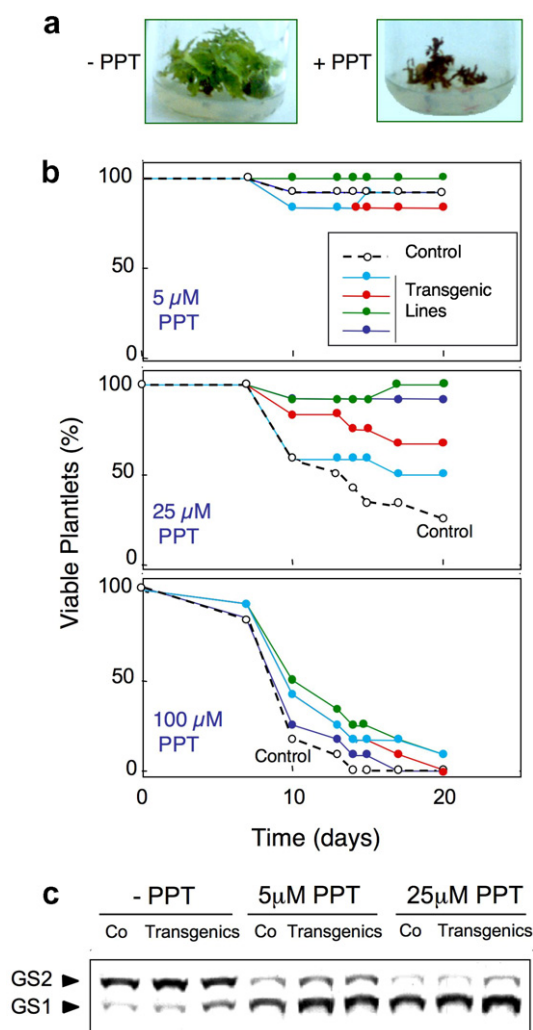 a
- PPT
+ PPT
b
100
50
0
5 µM
PPT
Control
Transgenic
Lines
100
50
0
25 µM
PPT
Control
Viable Plantlets (%)
100
50
0
100 µM
PPT
Control
0
10
20
Time (days)
c
- PPT
5µM PPT
25µM PPT
Co
Transgenics
Co
Transgenics
Co
Transgenics
GS2
GS1